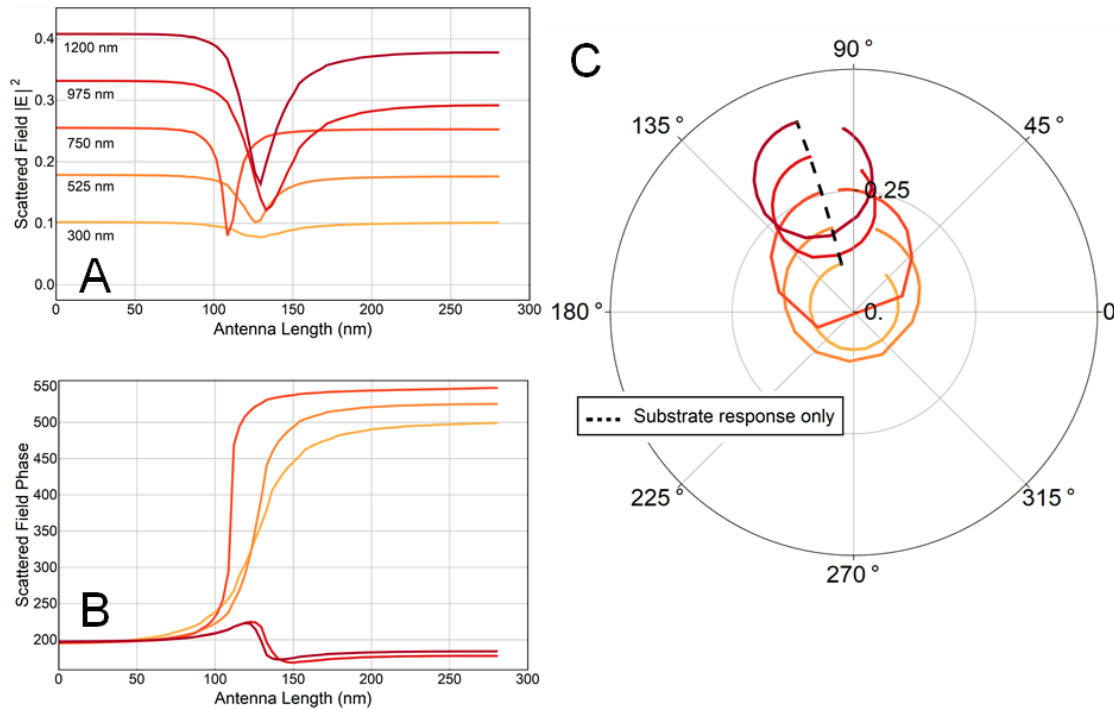 A
Scattered Field |E|²
0.4
0.3
0.2
0.1
0.0
1200 nm
975 nm
750 nm
525 nm
300 nm
0 50 100 150 200 250 300
Antenna Length (nm)
B
Scattered Field Phase
550
500
450
400
350
300
250
200
0 50 100 150 200 250 300
Antenna Length (nm)
C
90 °
135 ° 45 °
0.25
180 ° 0. 0
Substrate response only
225 ° 315 °
270 °